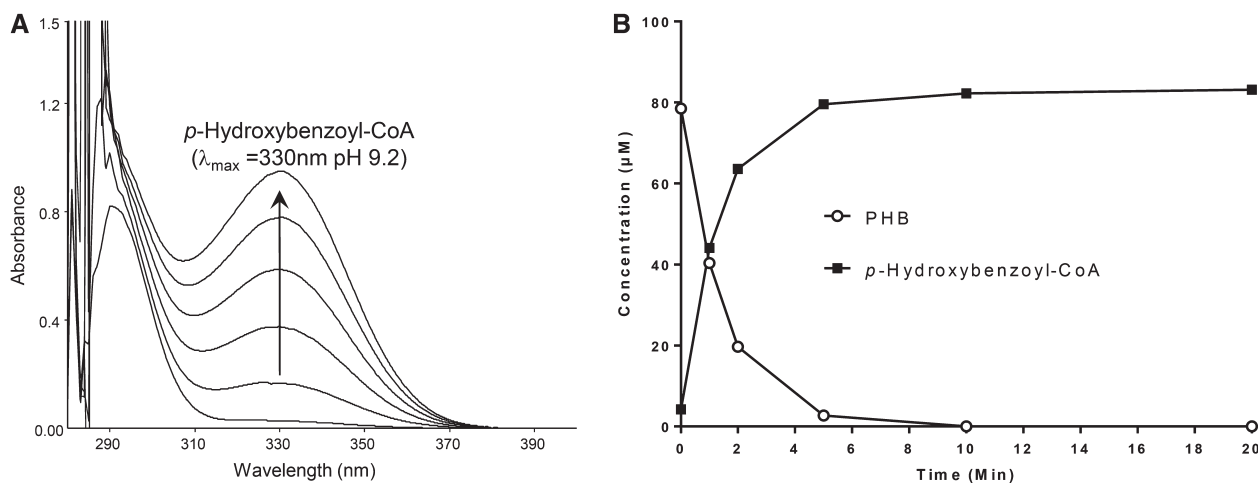 A
1.5
1.2
0.8
0.4
0.00
Absorbance
p-Hydroxybenzoyl-CoA
(λmax =330nm pH 9.2)
290 310 330 350 370 390
Wavelength (nm)
B
100
80
60
40
20
0
Concentration (µM)
PHB
p-Hydroxybenzoyl-CoA
0 2 4 6 8 10 12 14 16 18 20
Time (Min)